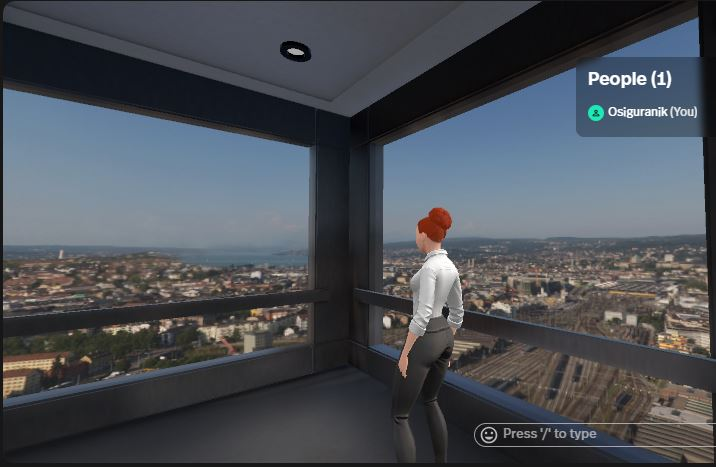 People (1)
Osiguranik (You)
Press '/' to type